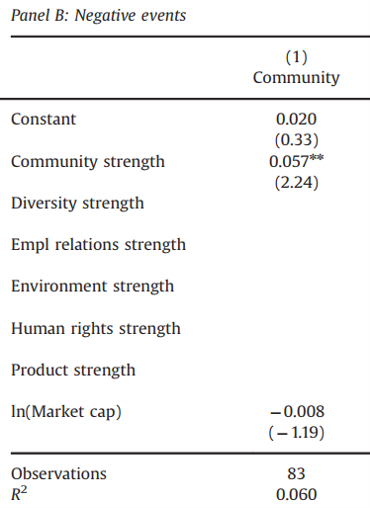 Panel B: Negative events
(1)
Community
Constant 0.020
(0.33)
Community strength 0.057**
(2.24)
Diversity strength
Empl relations strength
Environment strength
Human rights strength
Product strength
ln(Market cap) −0.008
(−1.19)
Observations 83
R² 0.060